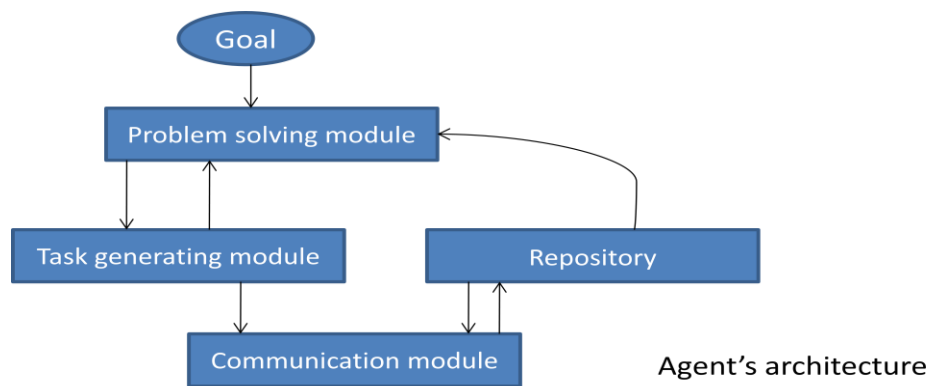 Goal
Problem solving module
Task generating module
Repository
Communication module
Agent’s architecture